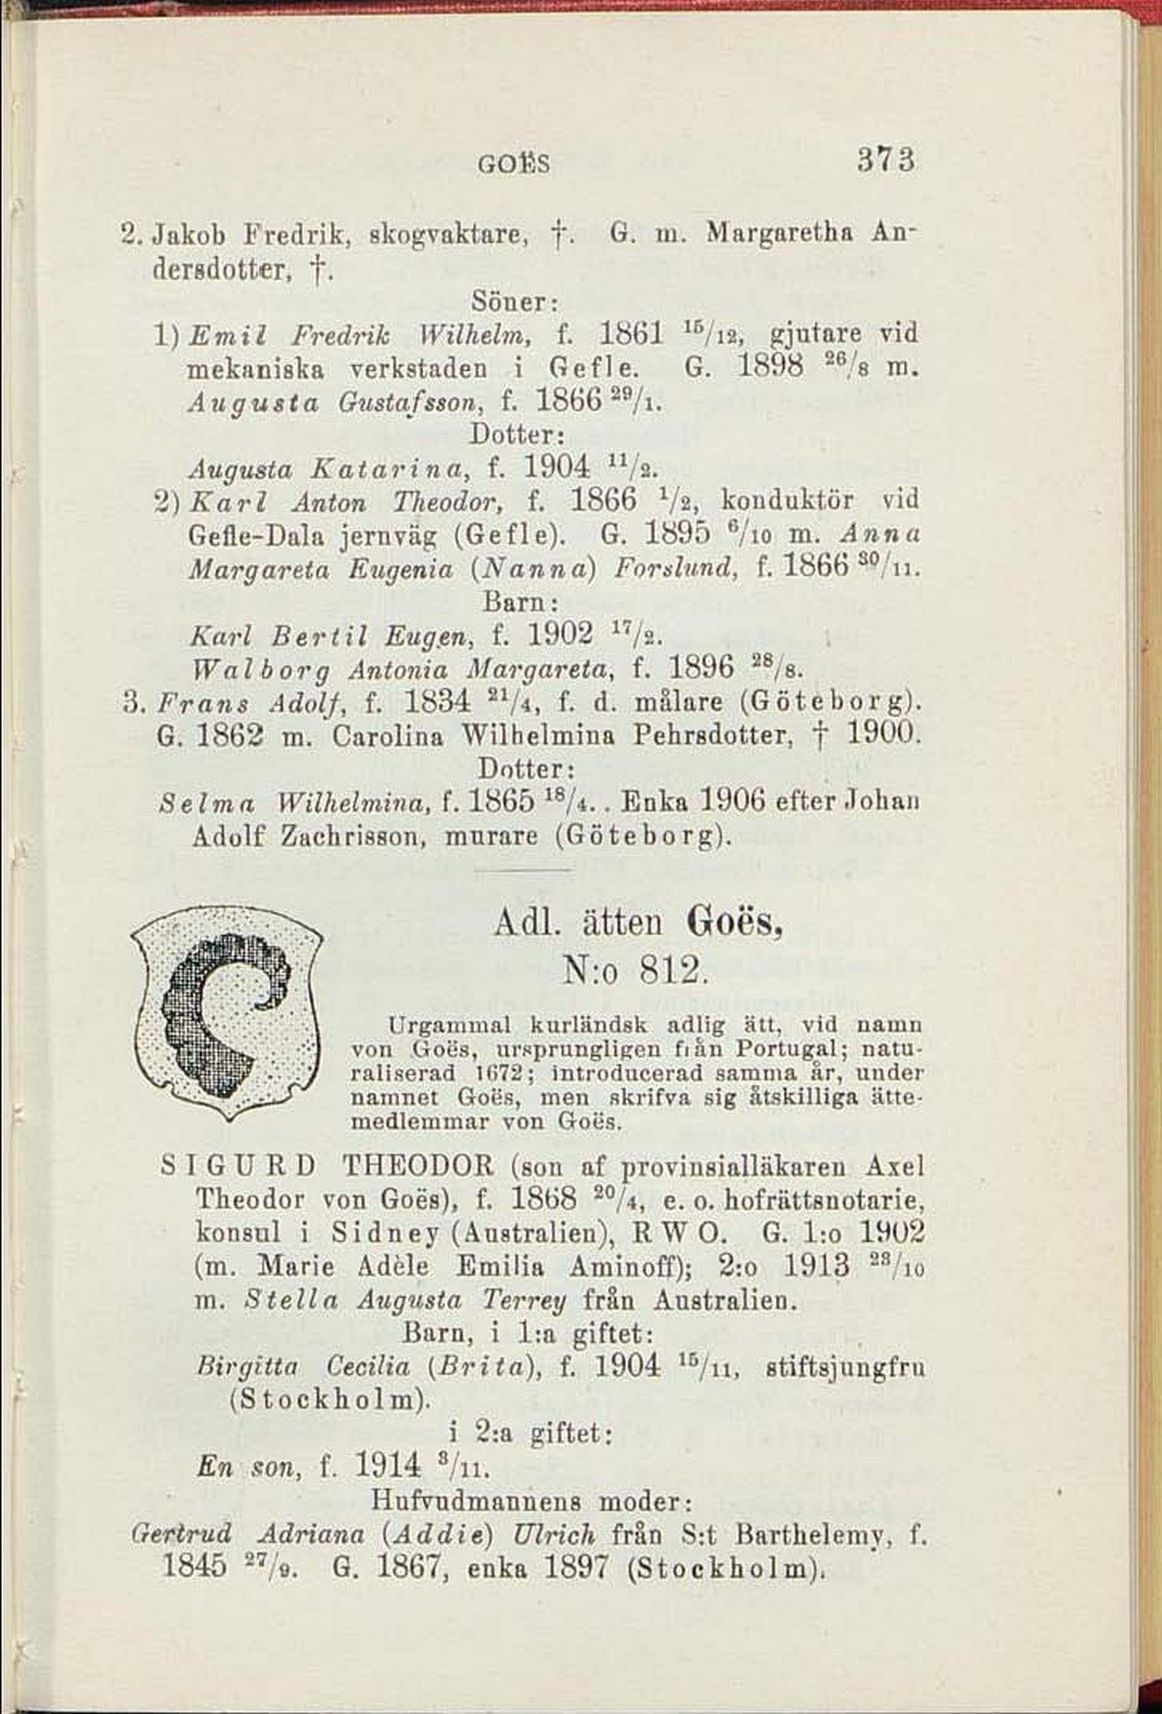 GOËS 373
2. Jakob Fredrik, skogvaktare, †. G. m. Margaretha An-
dersdotter, †.
Söner:
1) Emil Fredrik Wilhelm, f. 1861 15/12, gjutare vid
mekaniska verkstaden i Gefle. G. 1898 26/8 m.
Augusta Gustafsson, f. 1866 29/1.
Dotter:
Augusta Katarina, f. 1904 11/2.
2) Karl Anton Theodor, f. 1866 1/2, konduktör vid
Gefle-Dala jernväg (Gefle). G. 1895 6/10 m. Anna
Margareta Eugenia (Nanna) Forslund, f. 1866 30/11.
Barn:
Karl Bertil Eugen, f. 1902 17/2.
Walborg Antonia Margareta, f. 1896 28/8.
3. Frans Adolf, f. 1834 21/4, f. d. målare (Göteborg).
G. 1862 m. Carolina Wilhelmina Pehrsdotter, † 1900.
Dotter:
Selma Wilhelmina, f. 1865 18/4.. Enka 1906 efter Johan
Adolf Zachrisson, murare (Göteborg).
Adl. ätten Goës,
N:o 812.
Urgammal kurländsk adlig ätt, vid namn
von Goës, ursprungligen från Portugal; natu-
raliserad 1672; introducerad samma år, under
namnet Goës, men skrifva sig åtskilliga ätte-
medlemmar von Goës.
SIGURD THEODOR (son af provinsialläkaren Axel
Theodor von Goës), f. 1868 20/4, e. o. hofrättsnotarie,
konsul i Sidney (Australien), R W O. G. 1:o 1902
(m. Marie Adèle Emilia Aminoff); 2:o 1913 23/10
m. Stella Augusta Terrey från Australien.
Barn, i 1:a giftet:
Birgitta Cecilia (Brita), f. 1904 15/11, stiftsjungfru
(Stockholm).
i 2:a giftet:
En son, f. 1914 3/11.
Hufvudmannens moder:
Gertrud Adriana (Addie) Ulrich från S:t Barthelemy, f.
1845 27/9. G. 1867, enka 1897 (Stockholm).